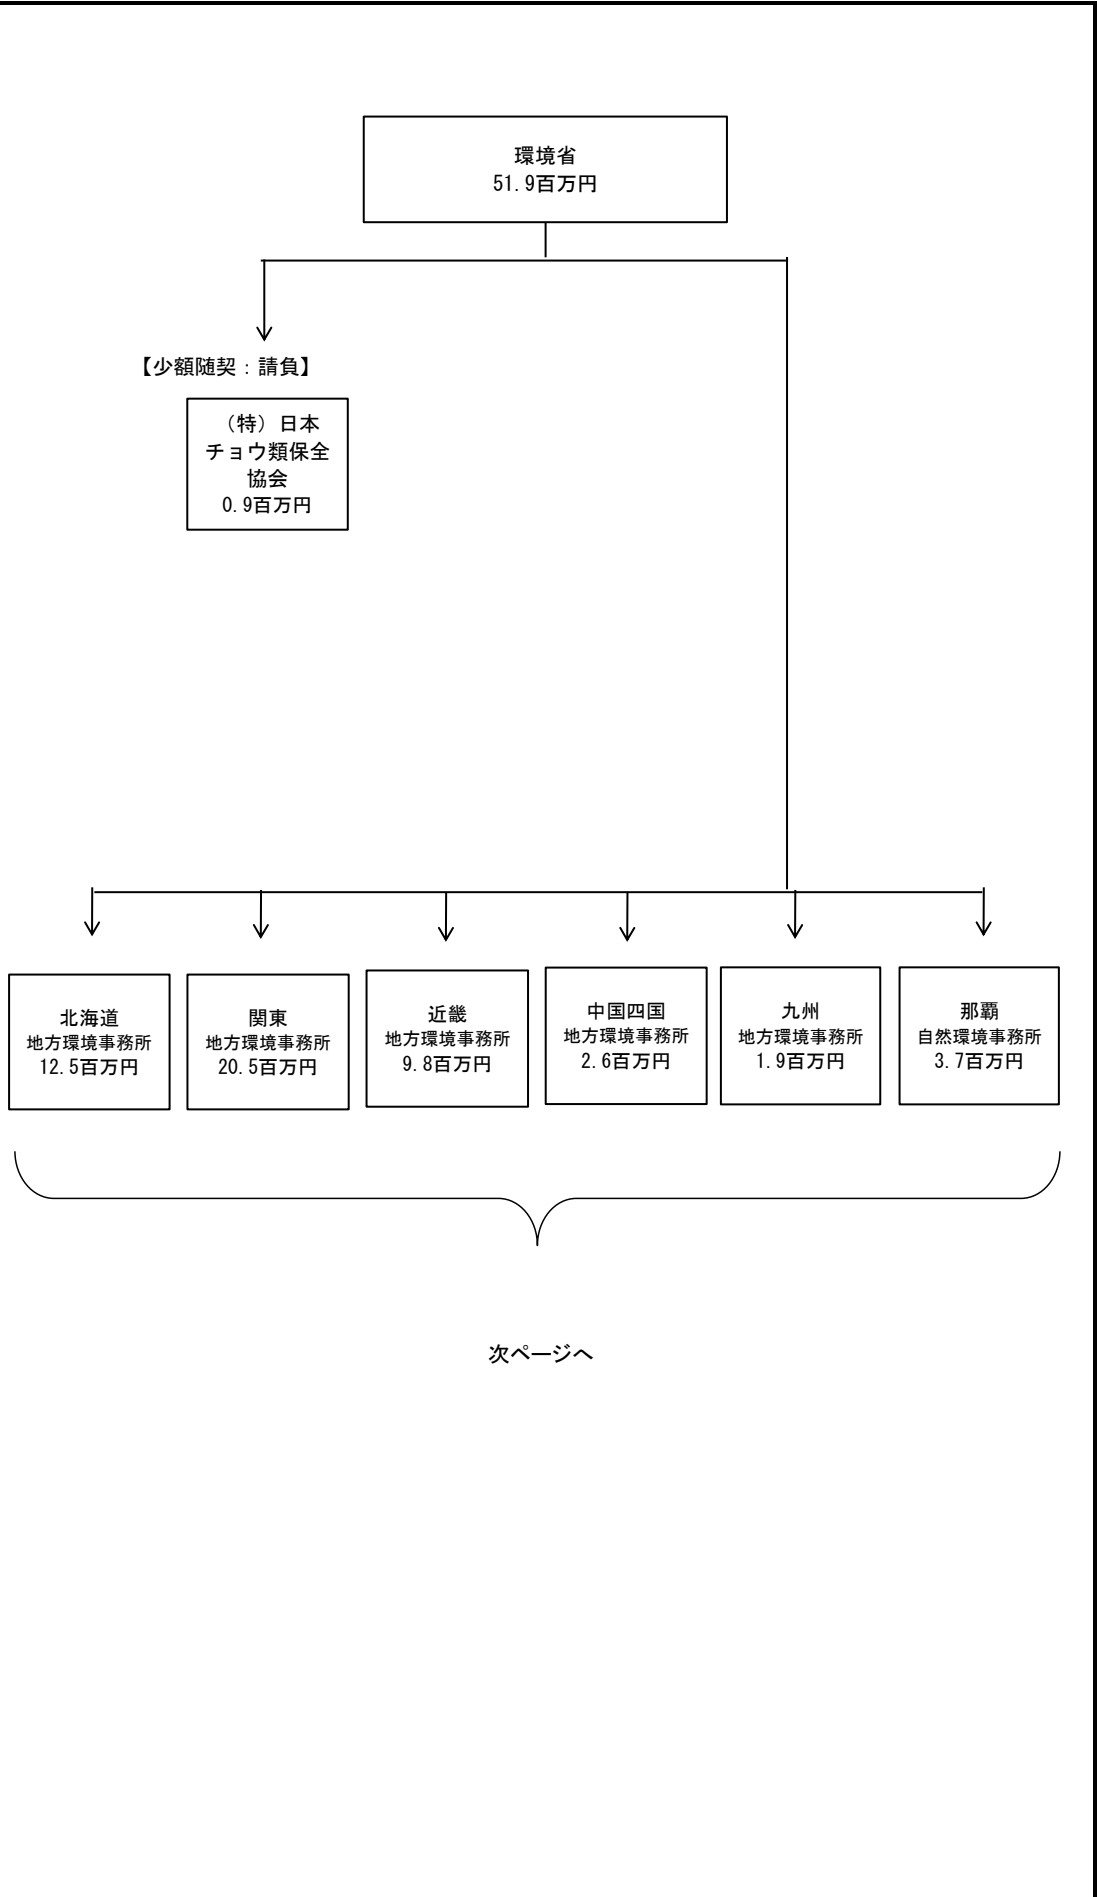 環境省
51.9百万円
【少額随契：請負】
（特）日本
チョウ類保全
協会
0.9百万円
北海道
地方環境事務所
12.5百万円
関東
地方環境事務所
20.5百万円
近畿
地方環境事務所
9.8百万円
中国四国
地方環境事務所
2.6百万円
九州
地方環境事務所
1.9百万円
那覇
自然環境事務所
3.7百万円
次ページへ